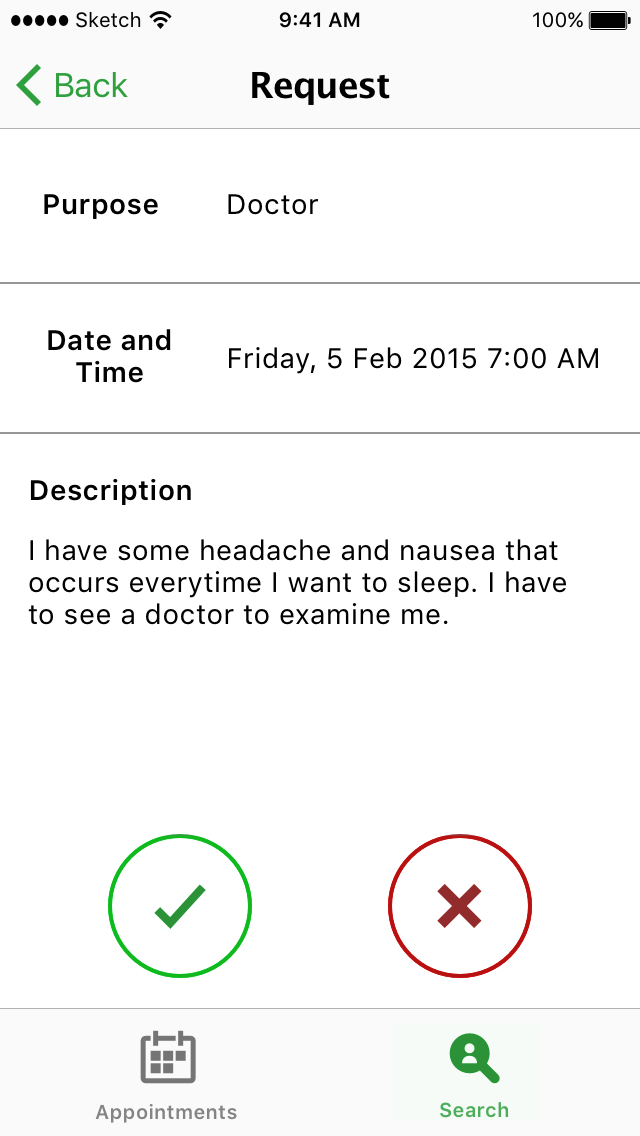 Sketch 9:41 AM 100%
Back Request
Purpose Doctor
Date and
Time
Friday, 5 Feb 2015 7:00 AM
Description
I have some headache and nausea that
occurs everytime I want to sleep. I have
to see a doctor to examine me.
Appointments Search